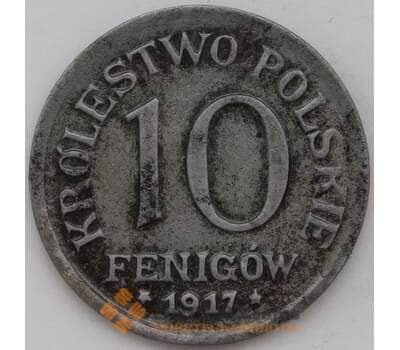 KRÓLESTWO POLSKIE
10
FENIGÓW
* 1917 *